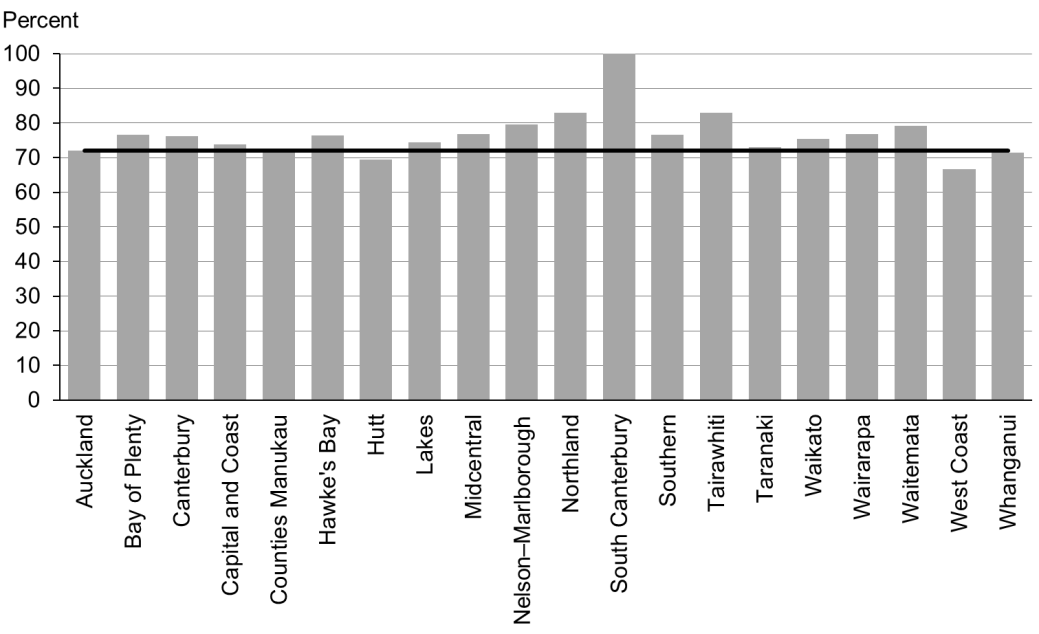 Percent
100
90
80
70
60
50
40
30
20
10
0
Auckland
Bay of Plenty
Canterbury
Capital and Coast
Counties Manukau
Hawke's Bay
Hutt
Lakes
Midcentral
Nelson–Marlborough
Northland
South Canterbury
Southern
Tairawhiti
Taranaki
Waikato
Wairarapa
Waitemata
West Coast
Whanganui